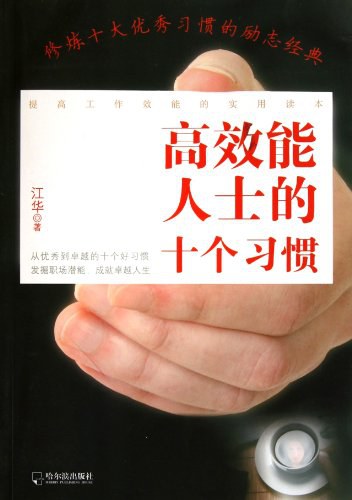 修炼十大优秀习惯的励志经典
提高工作效能的实用读本
高效能
人士的
十个习惯
江华◎著
从优秀到卓越的十个好习惯
发掘职场潜能 成就卓越人生
哈尔滨出版社